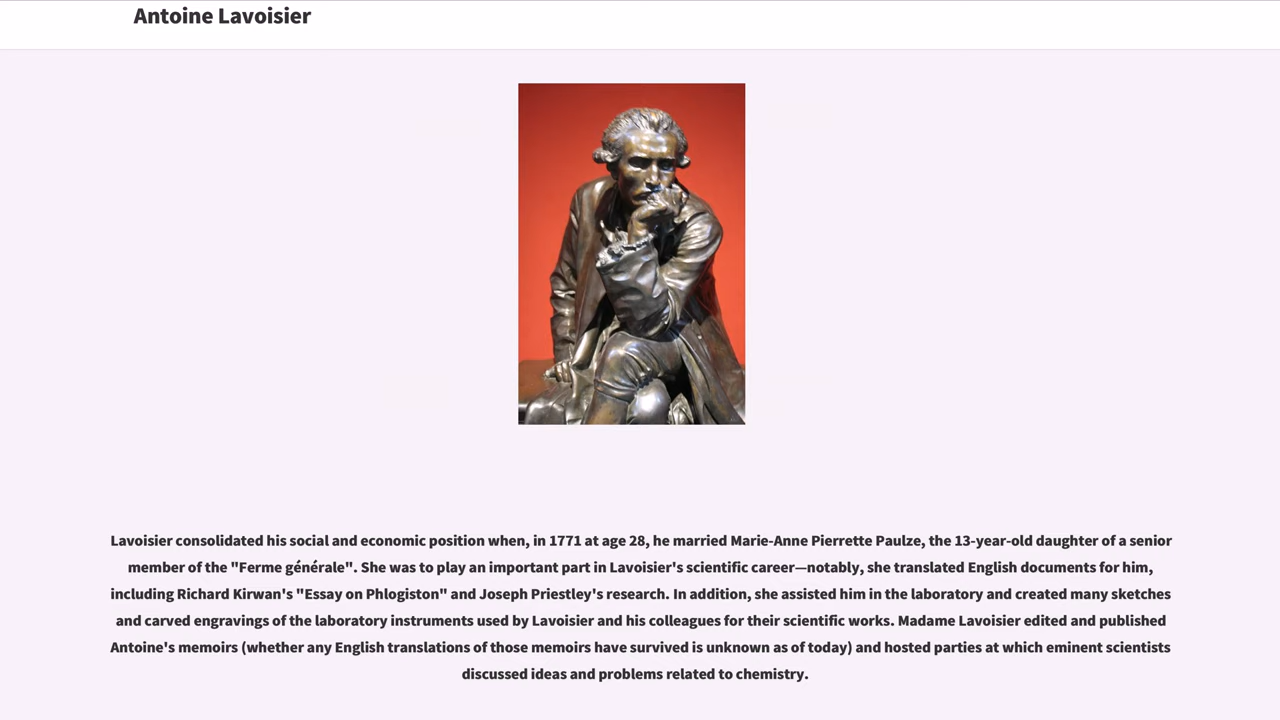 Antoine Lavoisier
Lavoisier consolidated his social and economic position when, in 1771 at age 28, he married Marie-Anne Pierrette Paulze, the 13-year-old daughter of a senior
member of the "Ferme générale". She was to play an important part in Lavoisier's scientific career—notably, she translated English documents for him,
including Richard Kirwan's "Essay on Phlogiston" and Joseph Priestley's research. In addition, she assisted him in the laboratory and created many sketches
and carved engravings of the laboratory instruments used by Lavoisier and his colleagues for their scientific works. Madame Lavoisier edited and published
Antoine's memoirs (whether any English translations of those memoirs have survived is unknown as of today) and hosted parties at which eminent scientists
discussed ideas and problems related to chemistry.